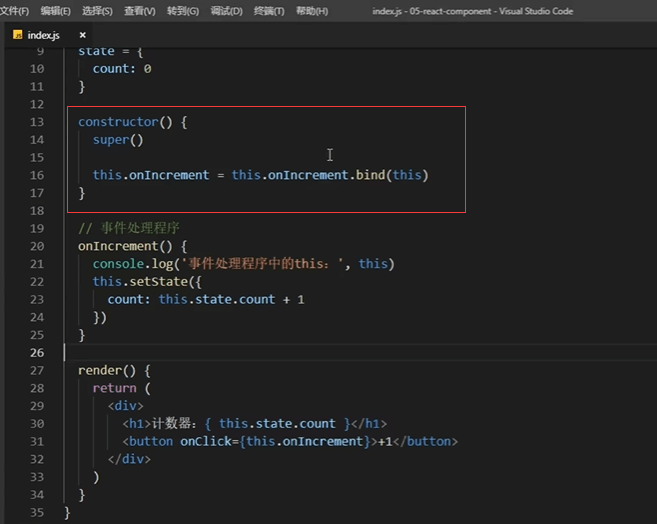 文件(F) 编辑(E) 选择(S) 查看(V) 转到(G) 调试(D) 终端(T) 帮助(H) index.js - 05-react-component - Visual Studio Code
JS index.js ×
9 state = {
10 count: 0
11 }
12
13 constructor() {
14 super()
15
16 this.onIncrement = this.onIncrement.bind(this)
17 }
18
19 // 事件处理程序
20 onIncrement() {
21 console.log('事件处理程序中的this：', this)
22 this.setState({
23 count: this.state.count + 1
24 })
25 }
26
27 render() {
28 return (
29 <div>
30 <h1>计数器：{ this.state.count }</h1>
31 <button onClick={this.onIncrement}>+1</button>
32 </div>
33 )
34 }
35 }